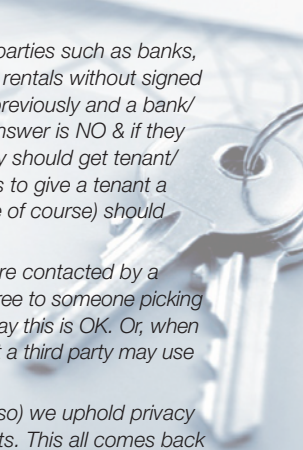 parties such as banks,
rentals without signed
previously and a bank/
nswer is NO & if they
y should get tenant/
s to give a tenant a
e of course) should
re contacted by a
ree to someone picking
ay this is OK. Or, when
t a third party may use
so) we uphold privacy
ts. This all comes back